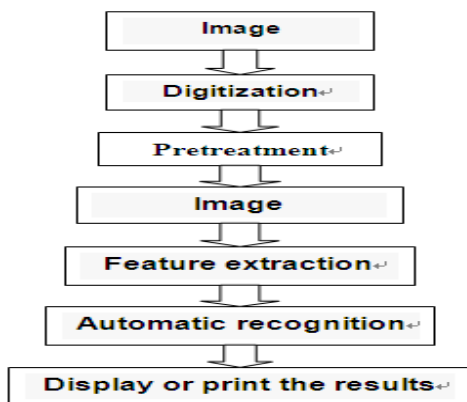 Image
Digitization↵
Pretreatment↵
Image
Feature extraction↵
Automatic recognition↵
Display or print the results↵